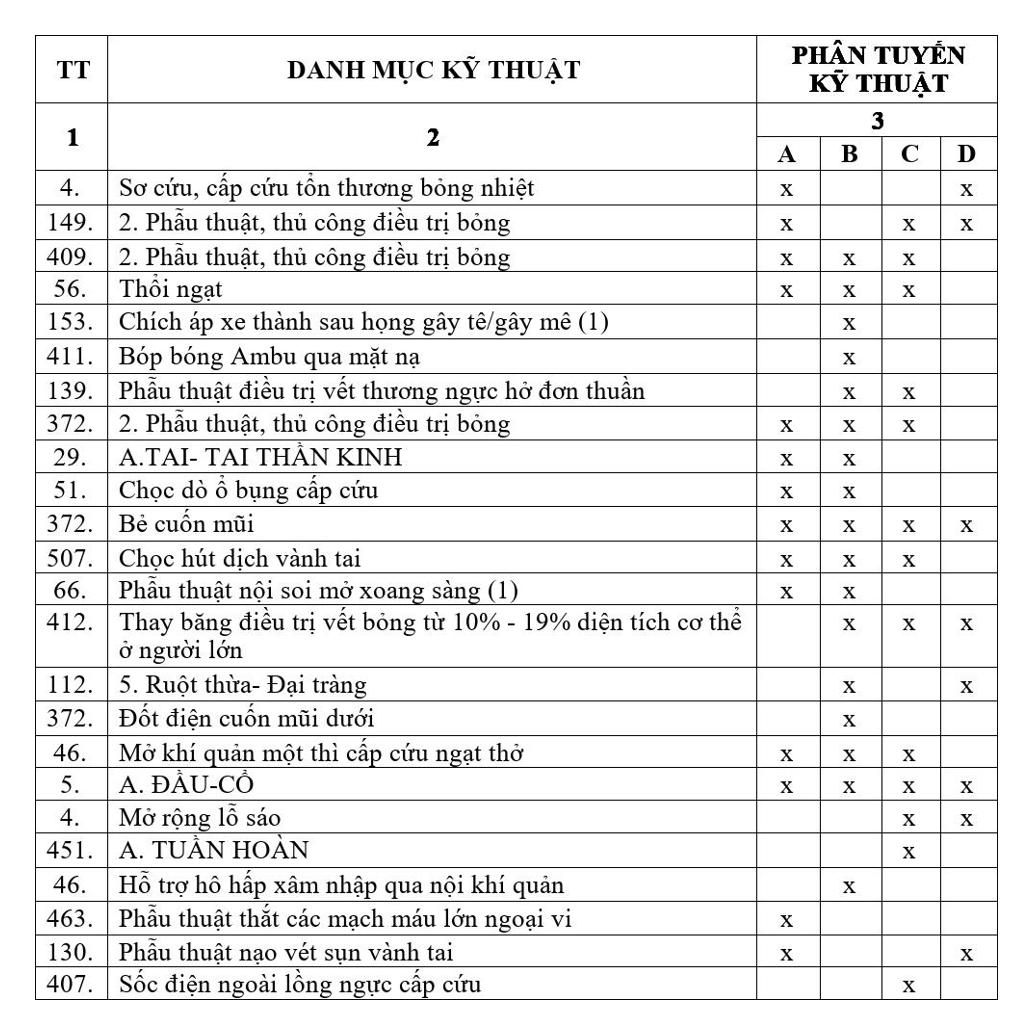 TT DANH MỤC KỸ THUẬT PHÂN TUYẾN
KỸ THUẬT
1 2 3
A B C D
4. Sơ cứu, cấp cứu tổn thương bỏng nhiệt x x
149. 2. Phẫu thuật, thủ công điều trị bỏng x x x
409. 2. Phẫu thuật, thủ công điều trị bỏng x x x
56. Thổi ngạt x x x
153. Chích áp xe thành sau họng gây tê/gây mê (1) x
411. Bóp bóng Ambu qua mặt nạ x
139. Phẫu thuật điều trị vết thương ngực hở đơn thuần x x
372. 2. Phẫu thuật, thủ công điều trị bỏng x x x
29. A.TAI- TAI THẦN KINH x x
51. Chọc dò ổ bụng cấp cứu x x
372. Bẻ cuốn mũi x x x x
507. Chọc hút dịch vành tai x x x
66. Phẫu thuật nội soi mở xoang sàng (1) x x
412. Thay băng điều trị vết bỏng từ 10% - 19% diện tích cơ thể x x x
ở người lớn
112. 5. Ruột thừa- Đại tràng x x
372. Đốt điện cuốn mũi dưới x
46. Mở khí quản một thì cấp cứu ngạt thở x x x
5. A. ĐẦU-CỔ x x x x
4. Mở rộng lỗ sáo x x
451. A. TUẦN HOÀN x
46. Hỗ trợ hô hấp xâm nhập qua nội khí quản x
463. Phẫu thuật thắt các mạch máu lớn ngoại vi x
130. Phẫu thuật nạo vét sụn vành tai x x
407. Sốc điện ngoài lồng ngực cấp cứu x